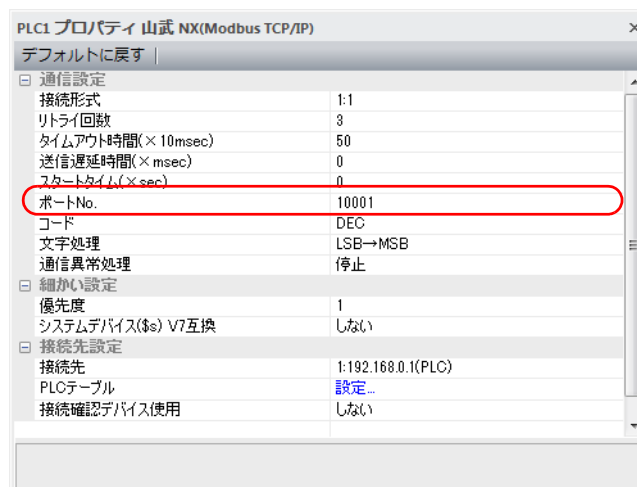 PLC1 プロパティ 山武 NX(Modbus TCP/IP)
デフォルトに戻す
通信設定
接続形式 1:1
リトライ回数 3
タイムアウト時間(×10msec) 50
送信遅延時間(×msec) 0
スタートタイム(×sec) 0
ポートNo. 10001
コード DEC
文字処理 LSB→MSB
通信異常処理 停止
細かい設定
優先度 1
システムデバイス($s) V7互換 しない
接続先設定
接続先 1:192.168.0.1(PLC)
PLCテーブル 設定...
接続確認デバイス使用 しない